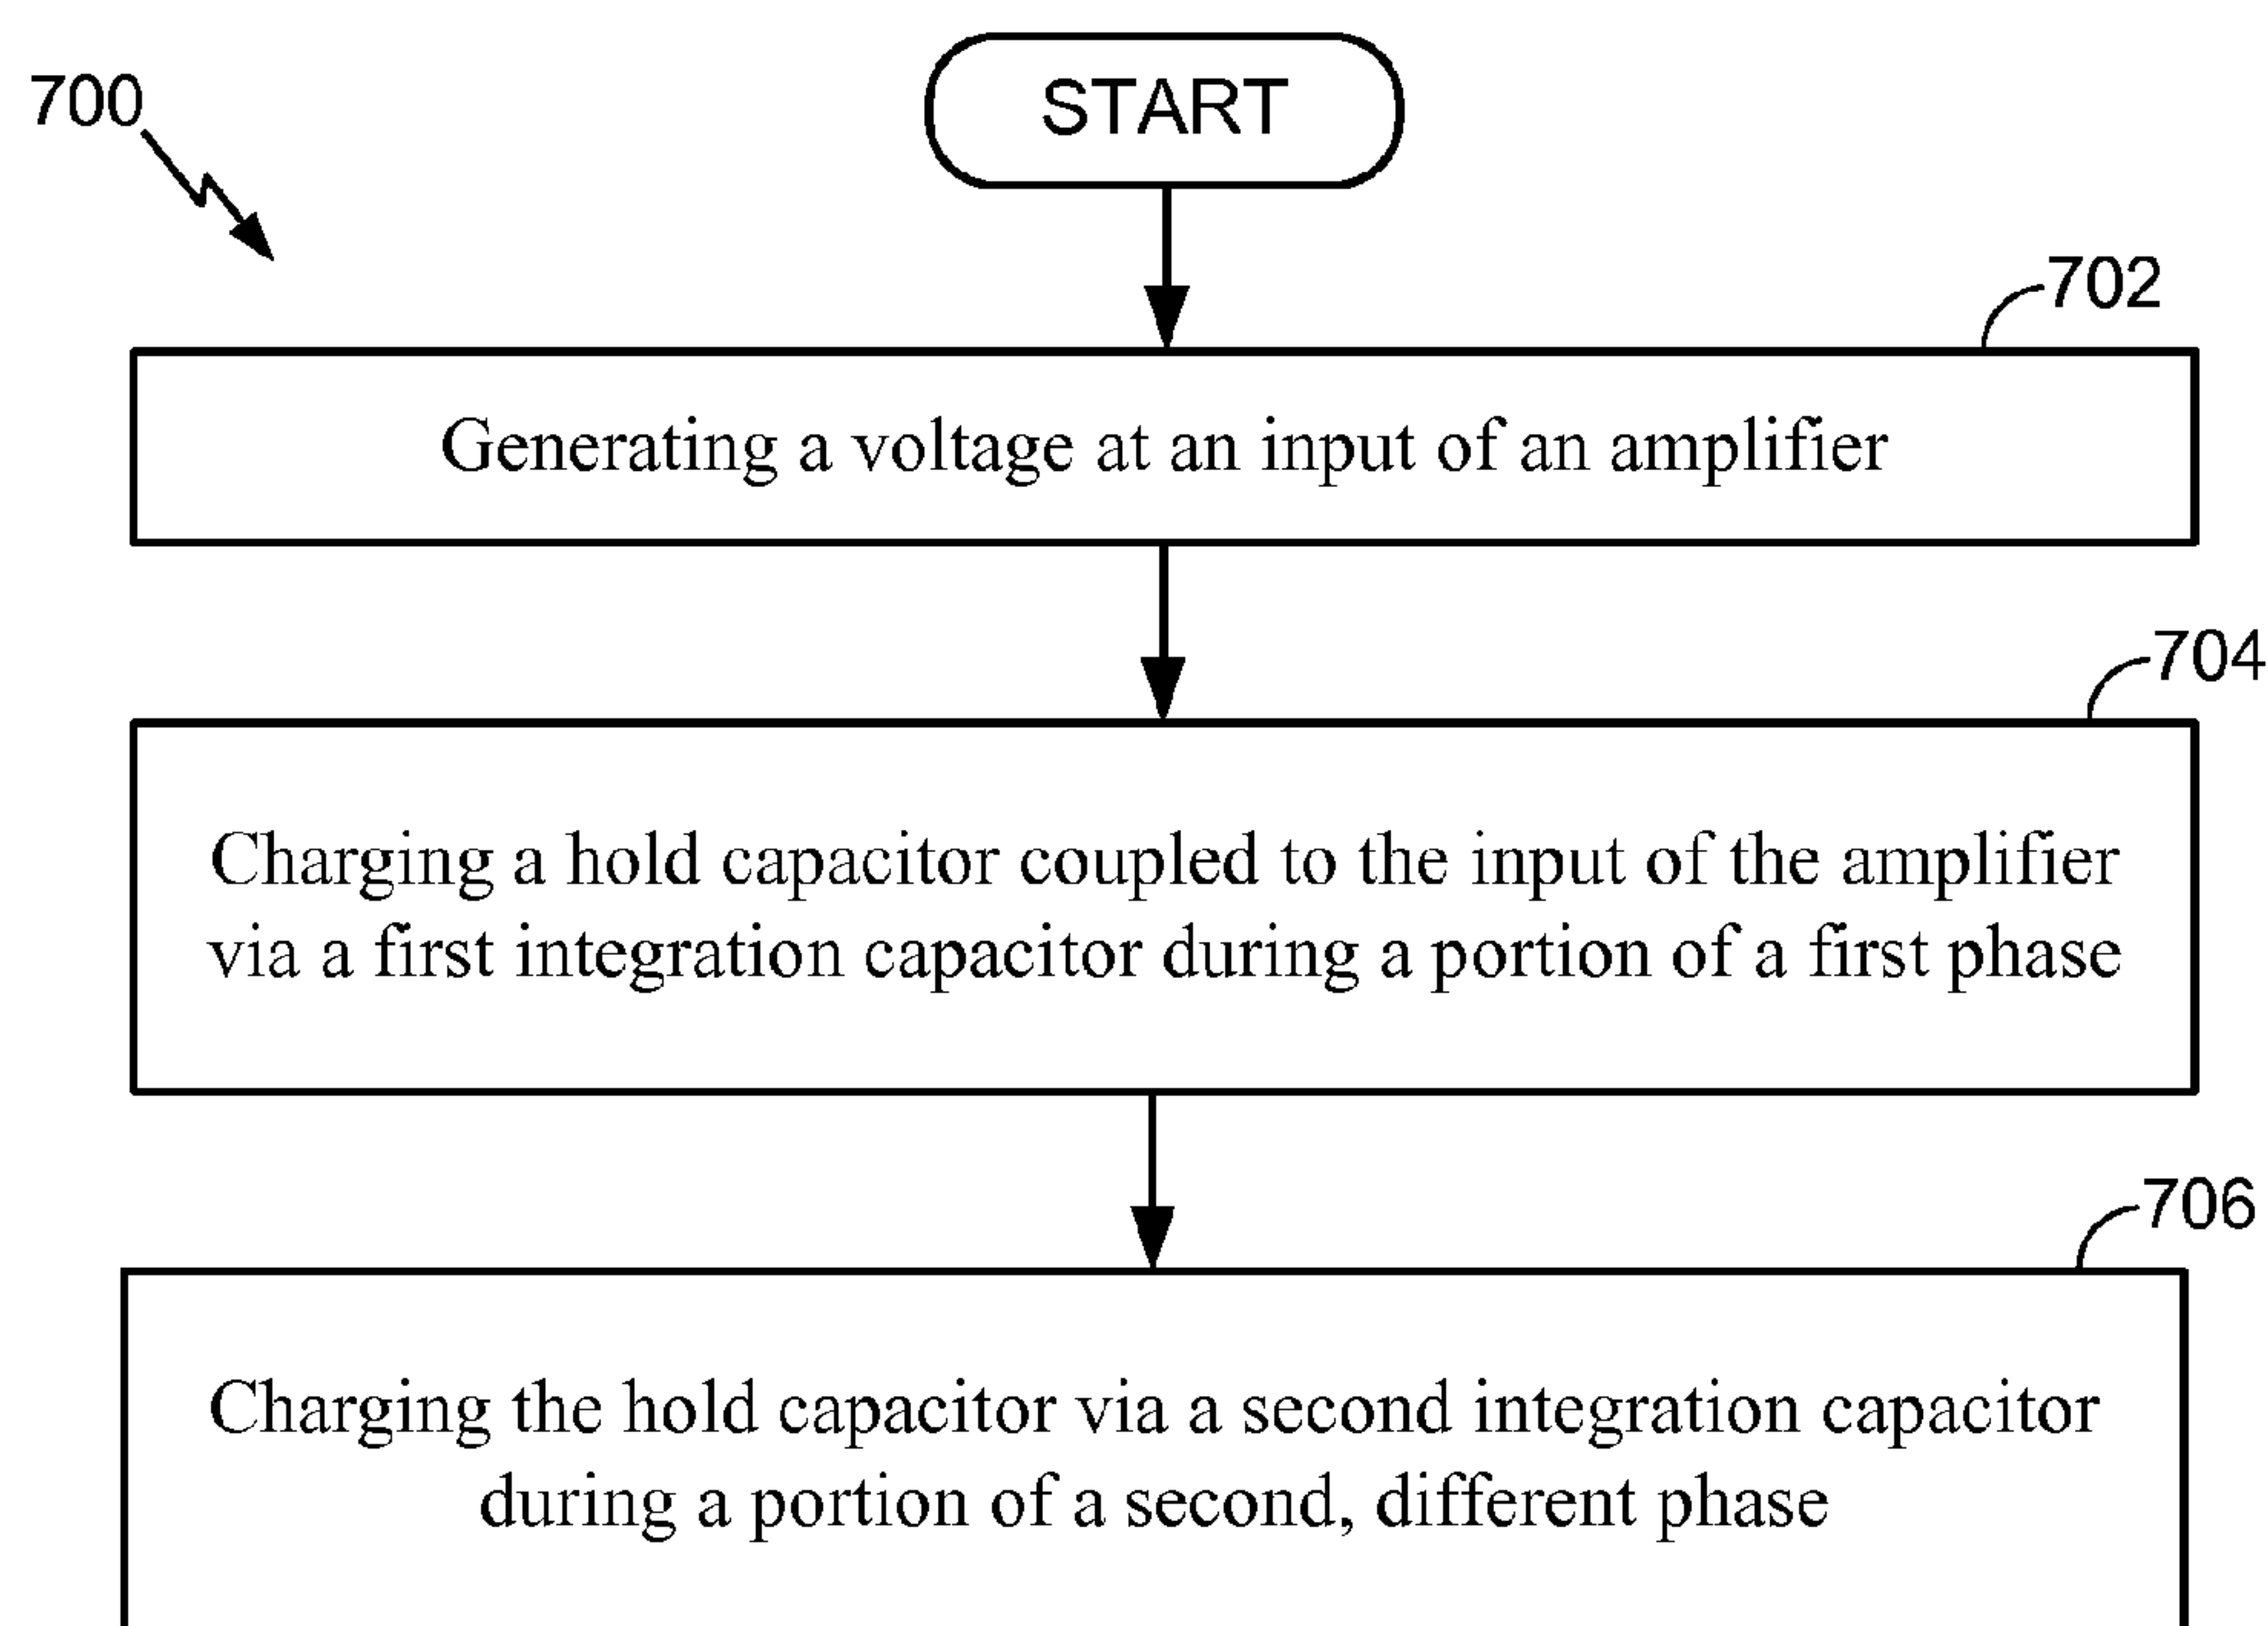 700
START
702
Generating a voltage at an input of an amplifier
704
Charging a hold capacitor coupled to the input of the amplifier
via a first integration capacitor during a portion of a first phase
706
Charging the hold capacitor via a second integration capacitor
during a portion of a second, different phase